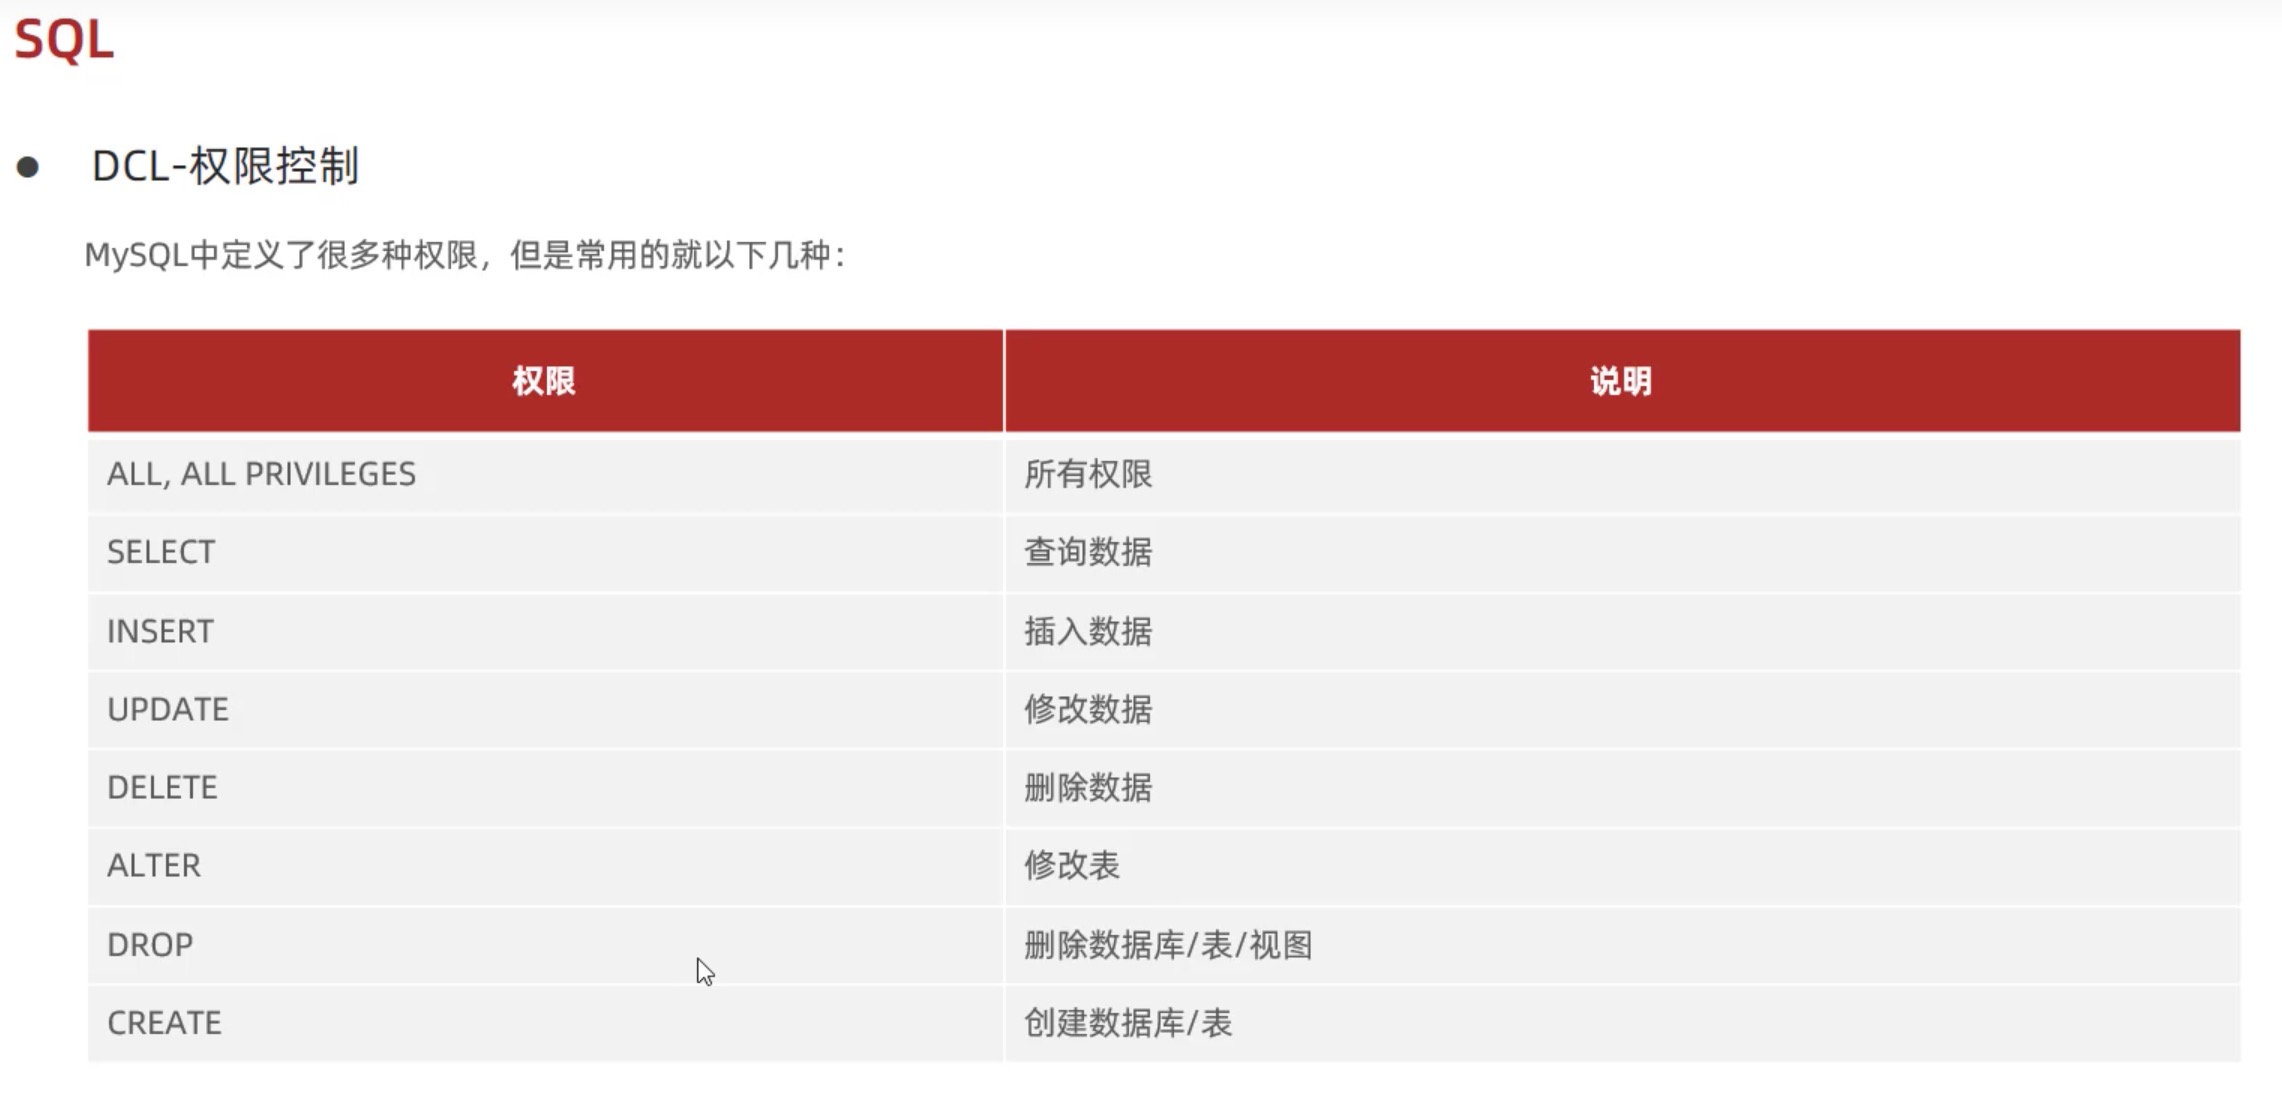 SQL
DCL-权限控制
MySQL中定义了很多种权限，但是常用的就以下几种：
权限 说明
ALL, ALL PRIVILEGES 所有权限
SELECT 查询数据
INSERT 插入数据
UPDATE 修改数据
DELETE 删除数据
ALTER 修改表
DROP 删除数据库/表/视图
CREATE 创建数据库/表